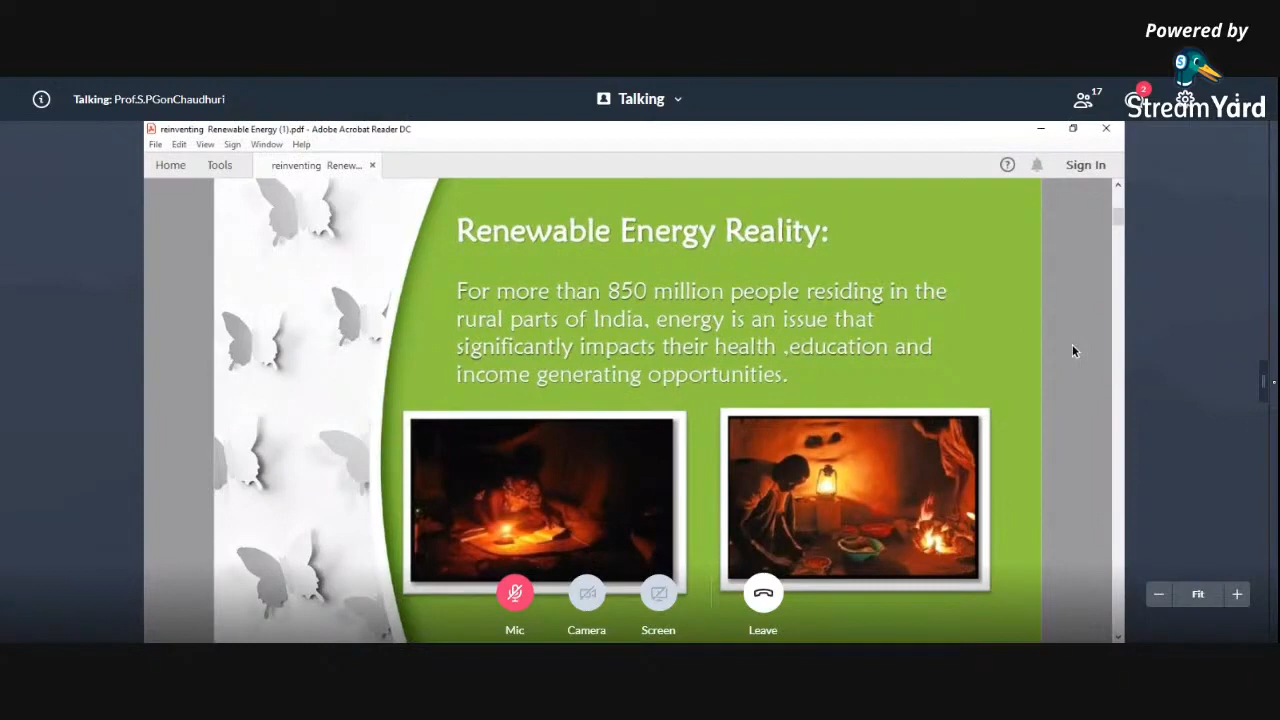 Powered by
StreamYard
Talking: Prof.S.PGonChaudhuri
Talking
17
2
reinventing Renewable Energy (1).pdf - Adobe Acrobat Reader DC
File Edit View Sign Window Help
Home Tools reinventing Renew... Sign In
Renewable Energy Reality:
For more than 850 million people residing in the
rural parts of India, energy is an issue that
significantly impacts their health ,education and
income generating opportunities.
Fit
Mic Camera Screen Leave